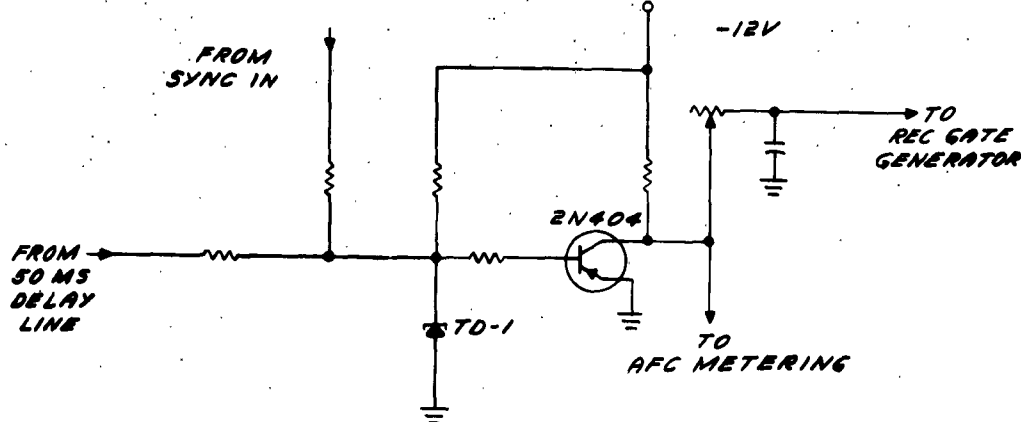 -12V
FROM
SYNC IN
TO
REC GATE
GENERATOR
2N404
FROM
50 MS
DELAY
LINE
TD-1
TO
AFC METERING